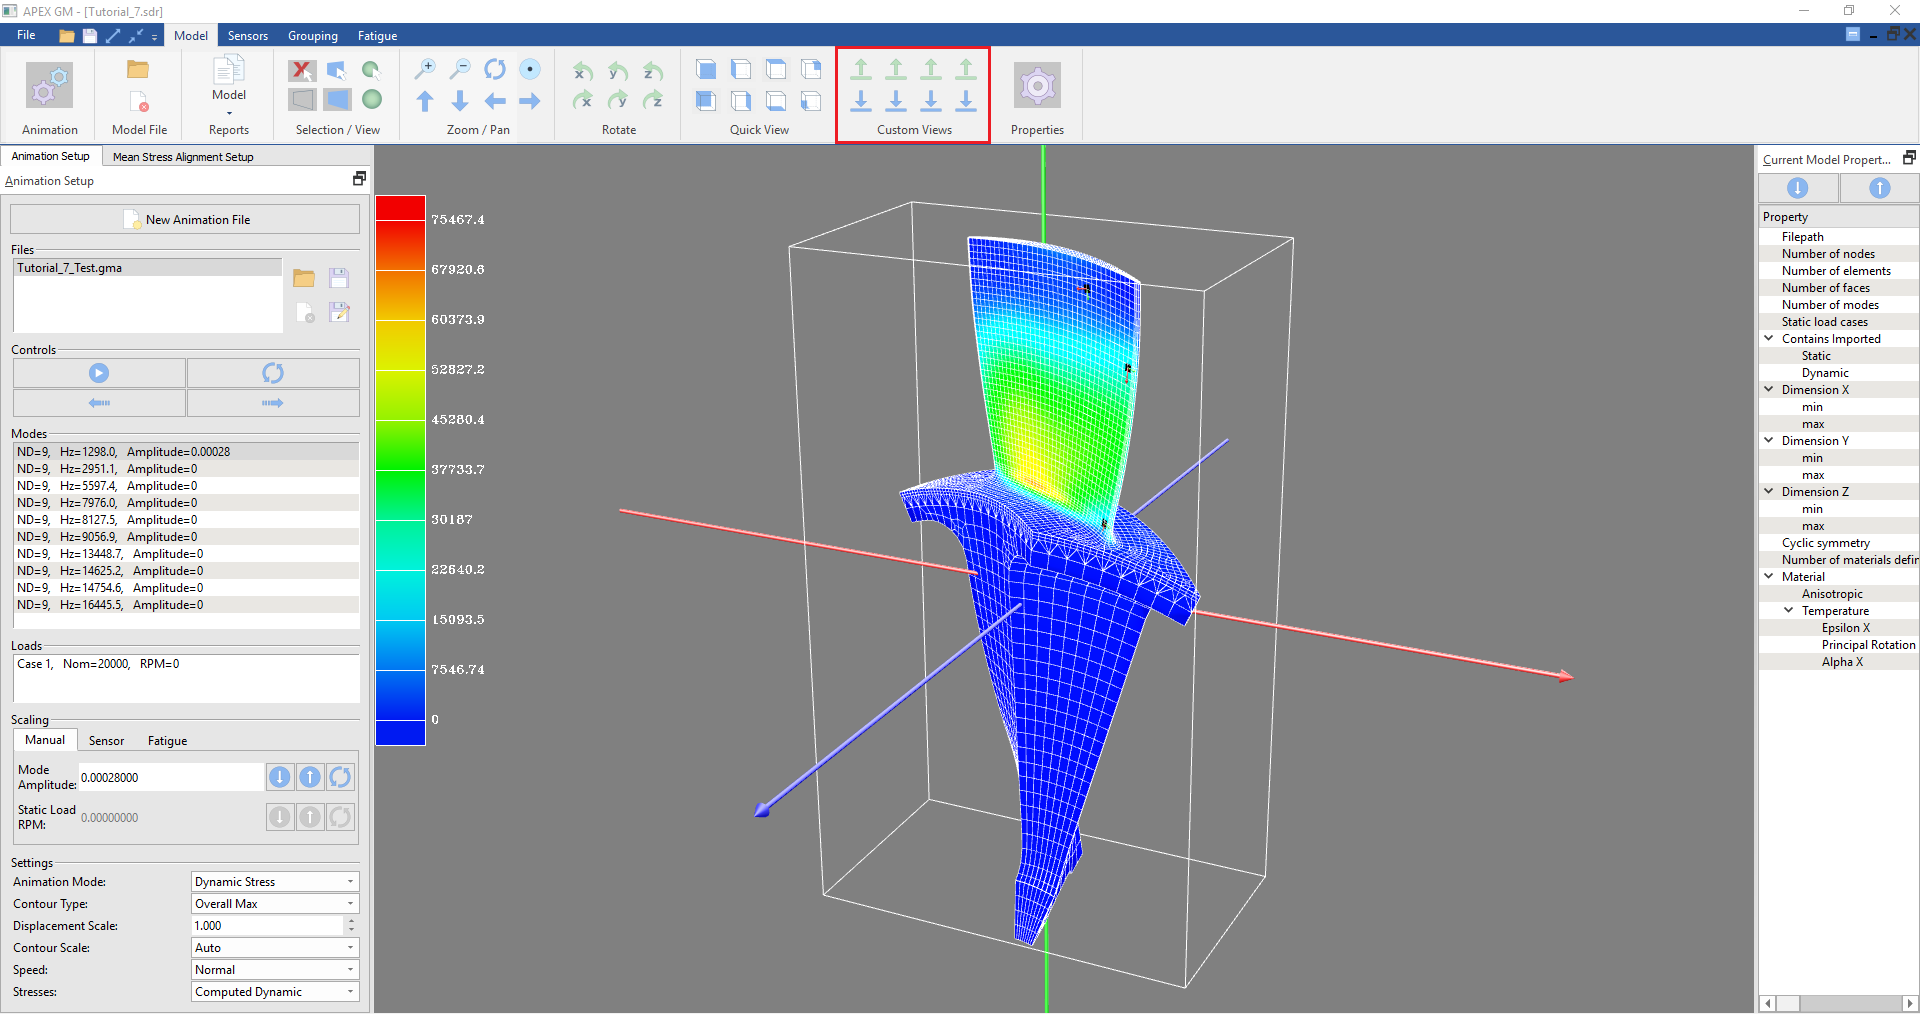 APEX GM - [Tutorial_7.sdr]
File Model Sensors Grouping Fatigue
Model
Animation Model File Reports Selection / View Zoom / Pan Rotate Quick View Custom Views Properties
x y z
x y z
Animation Setup Mean Stress Alignment Setup
Animation Setup
New Animation File
Files
Tutorial_7_Test.gma
Controls
Modes
ND=9, Hz=1298.0, Amplitude=0.00028
ND=9, Hz=2951.1, Amplitude=0
ND=9, Hz=5597.4, Amplitude=0
ND=9, Hz=7976.0, Amplitude=0
ND=9, Hz=8127.5, Amplitude=0
ND=9, Hz=9056.9, Amplitude=0
ND=9, Hz=13448.7, Amplitude=0
ND=9, Hz=14625.2, Amplitude=0
ND=9, Hz=14754.6, Amplitude=0
ND=9, Hz=16445.5, Amplitude=0
Loads
Case 1, Nom=20000, RPM=0
Scaling
Manual Sensor Fatigue
Mode
Amplitude: 0.00028000
Static Load
RPM: 0.00000000
Settings
Animation Mode: Dynamic Stress
Contour Type: Overall Max
Displacement Scale: 1.000
Contour Scale: Auto
Speed: Normal
Stresses: Computed Dynamic
75467.4
67920.6
60373.9
52827.2
45280.4
37733.7
30187
22640.2
15093.5
7546.74
0
Current Model Propert...
Property
Filepath
Number of nodes
Number of elements
Number of faces
Number of modes
Static load cases
Contains Imported
Static
Dynamic
Dimension X
min
max
Dimension Y
min
max
Dimension Z
min
max
Cyclic symmetry
Number of materials defir
Material
Anisotropic
Temperature
Epsilon X
Principal Rotation
Alpha X